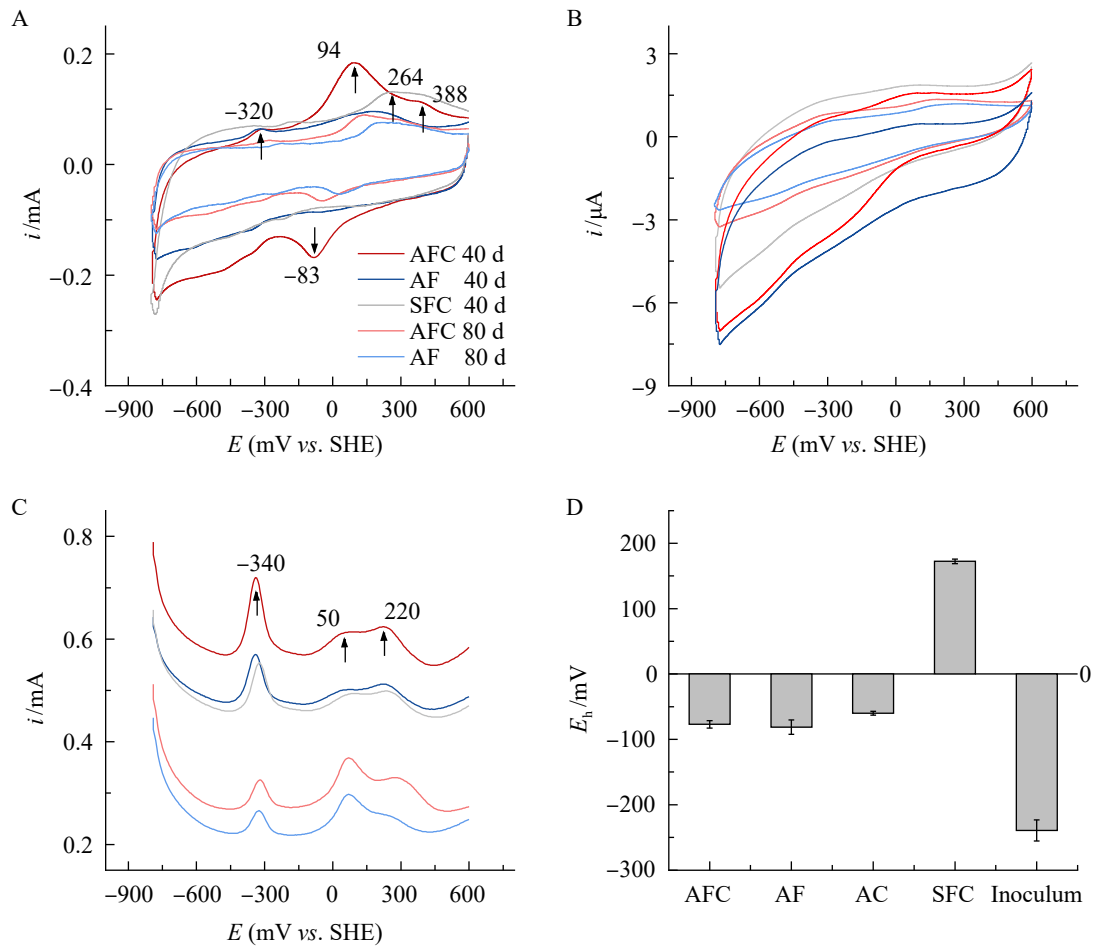 A
i/mA
0.2
0.0
−0.2
−0.4
94
264
388
−320
−83
AFC 40 d
AF 40 d
SFC 40 d
AFC 80 d
AF 80 d
−900 −600 −300 0 300 600
E (mV vs. SHE)
B
i/μA
3
0
−3
−6
−9
−900 −600 −300 0 300 600
E (mV vs. SHE)
C
i/mA
0.8
0.6
0.4
0.2
−340
50
220
−900 −600 −300 0 300 600
E (mV vs. SHE)
D
Eh/mV
200
100
0
−100
−200
−300
0
AFC AF AC SFC Inoculum